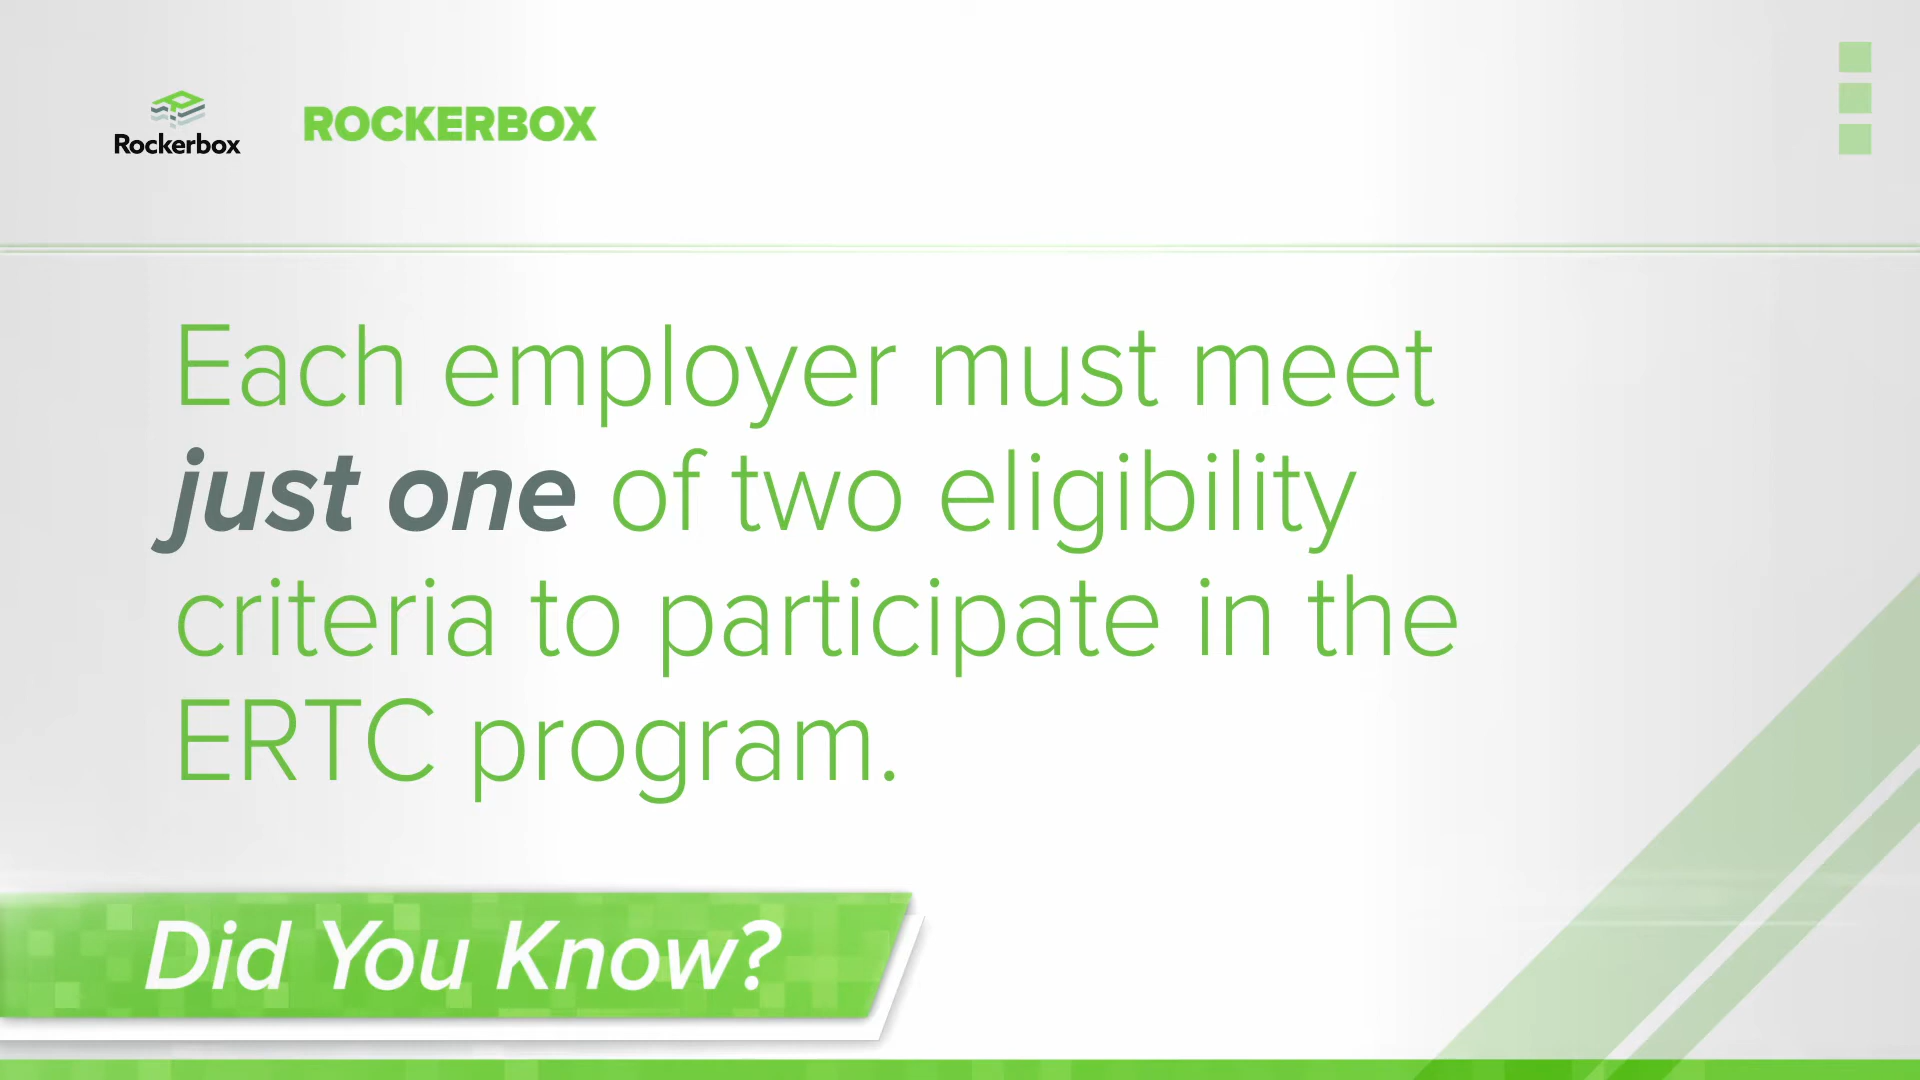 Rockerbox
ROCKERBOX
Each employer must meet
just one of two eligibility
criteria to participate in the
ERTC program.
Did You Know?